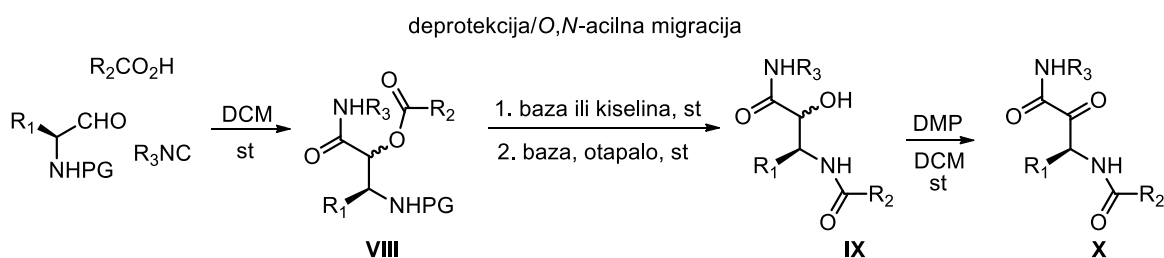 deprotekcija/O,N-acilna migracija
R2CO2H
R1
CHO
NHPG
R3NC
DCM
st
NHR3
O
O
R2
O
R1
NHPG
VIII
1. baza ili kiselina, st
2. baza, otapalo, st
NHR3
O
OH
R1
NH
O
R2
IX
DMP
DCM
st
NHR3
O
O
R1
NH
O
R2
X